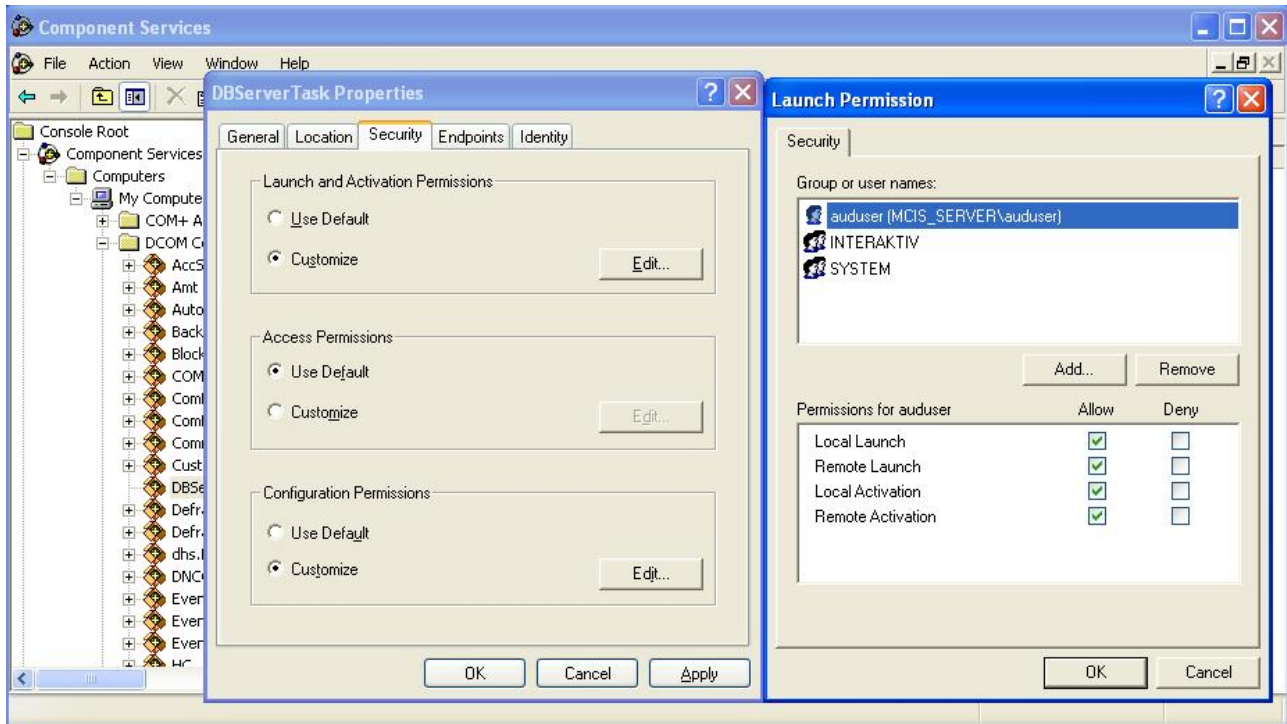 Component Services
File Action View Window Help
Console Root
Component Services
Computers
My Compute
COM+ A
DCOM C
AccS
Amt
Auto
Back
Block
COM
Coml
Coml
Com
Cust
DBSe
Defr
Defr
dhs.
DNC
Ever
Ever
Ever
HC
DBServerTask Properties
General Location Security Endpoints Identity
Launch and Activation Permissions
Use Default
Customize
Edit...
Access Permissions
Use Default
Customize
Edit...
Configuration Permissions
Use Default
Customize
Edit...
OK Cancel Apply
Launch Permission
Security
Group or user names:
auduser (MCIS_SERVER\auduser)
INTERAKTIV
SYSTEM
Add... Remove
Permissions for auduser Allow Deny
Local Launch
Remote Launch
Local Activation
Remote Activation
OK Cancel